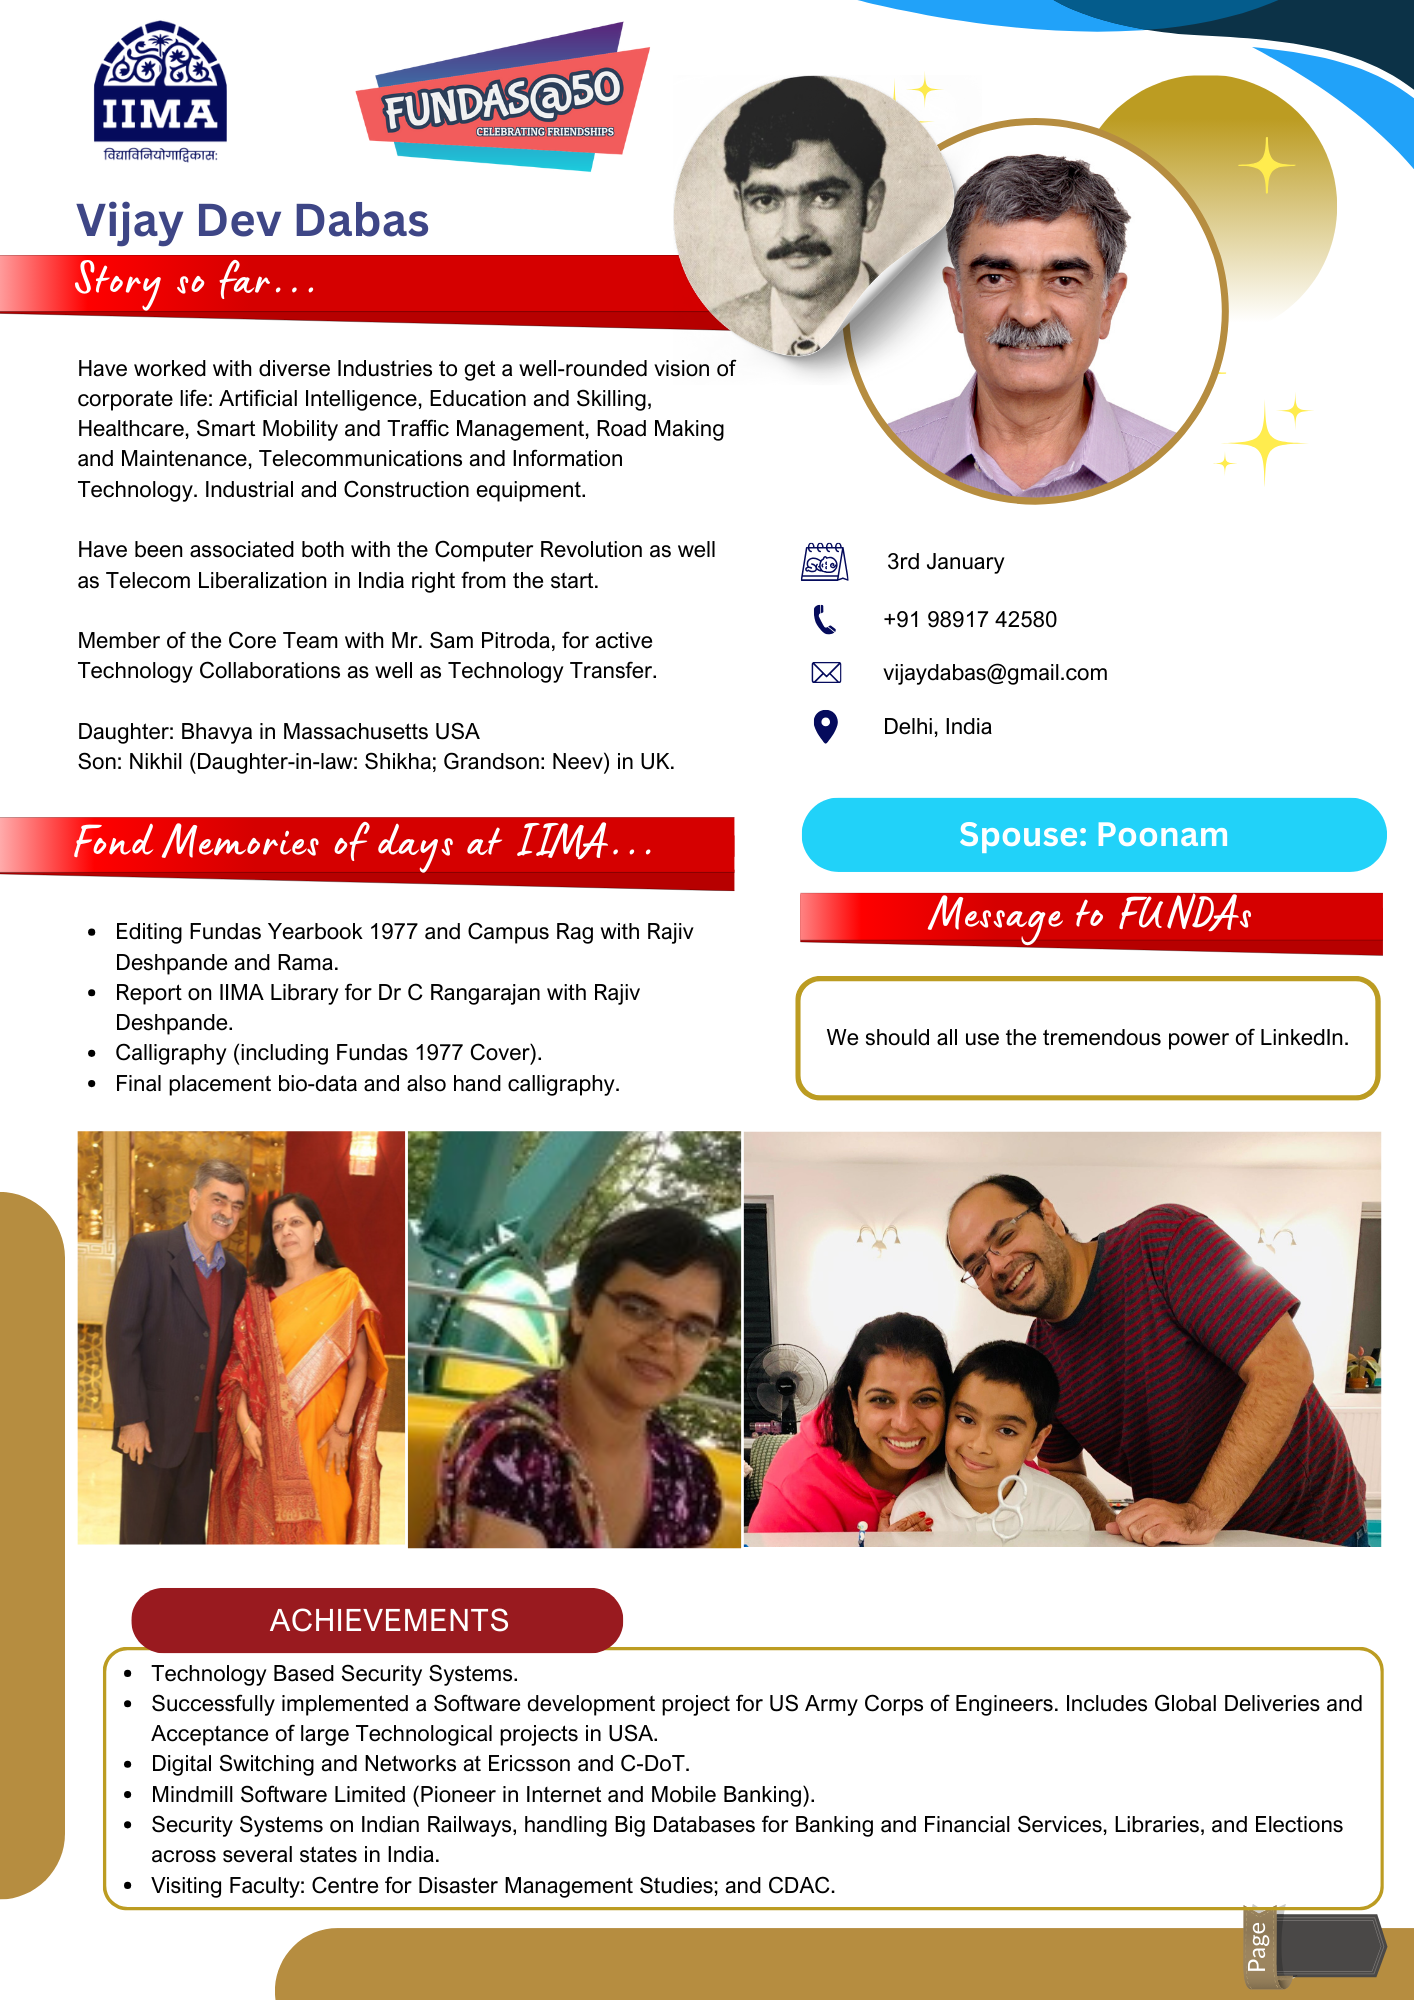 IIMA
विद्याविनियोगाद्विकास:
FUNDAS@50
CELEBRATING FRIENDSHIPS
Vijay Dev Dabas
Story so far...
Have worked with diverse Industries to get a well-rounded vision of
corporate life: Artificial Intelligence, Education and Skilling,
Healthcare, Smart Mobility and Traffic Management, Road Making
and Maintenance, Telecommunications and Information
Technology. Industrial and Construction equipment.
Have been associated both with the Computer Revolution as well
as Telecom Liberalization in India right from the start.
Member of the Core Team with Mr. Sam Pitroda, for active
Technology Collaborations as well as Technology Transfer.
Daughter: Bhavya in Massachusetts USA
Son: Nikhil (Daughter-in-law: Shikha; Grandson: Neev) in UK.
3rd January
+91 98917 42580
vijaydabas@gmail.com
Delhi, India
Fond Memories of days at IIMA...
Editing Fundas Yearbook 1977 and Campus Rag with Rajiv
Deshpande and Rama.
Report on IIMA Library for Dr C Rangarajan with Rajiv
Deshpande.
Calligraphy (including Fundas 1977 Cover).
Final placement bio-data and also hand calligraphy.
Spouse: Poonam
Message to FUNDAs
We should all use the tremendous power of LinkedIn.
ACHIEVEMENTS
Technology Based Security Systems.
Successfully implemented a Software development project for US Army Corps of Engineers. Includes Global Deliveries and
Acceptance of large Technological projects in USA.
Digital Switching and Networks at Ericsson and C-DoT.
Mindmill Software Limited (Pioneer in Internet and Mobile Banking).
Security Systems on Indian Railways, handling Big Databases for Banking and Financial Services, Libraries, and Elections
across several states in India.
Visiting Faculty: Centre for Disaster Management Studies; and CDAC.
Page